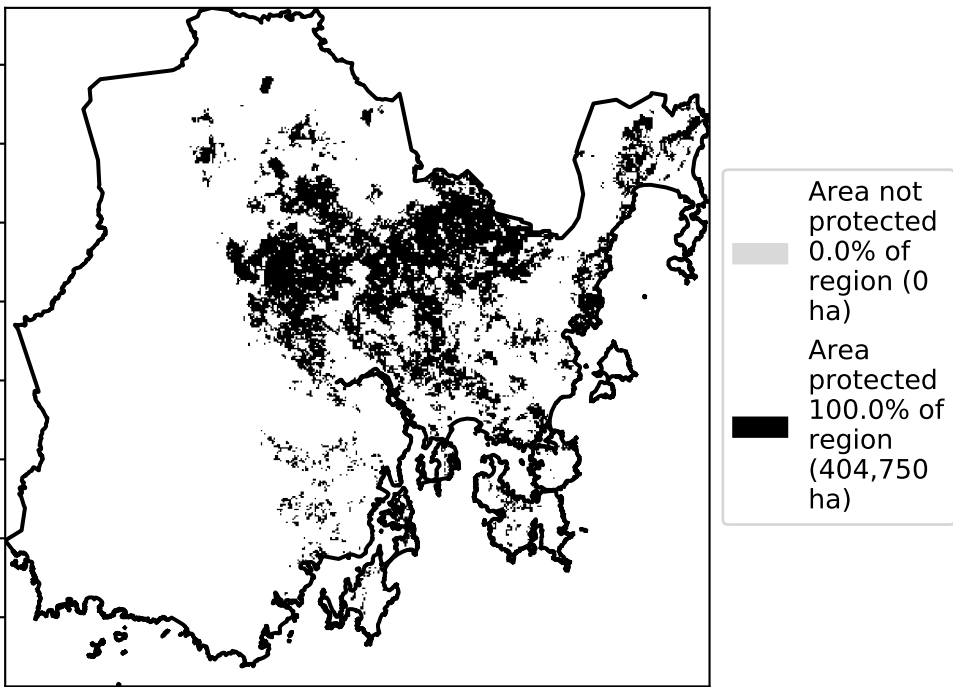 Area not
protected
0.0% of
region (0
ha)
Area
protected
100.0% of
region
(404,750
ha)